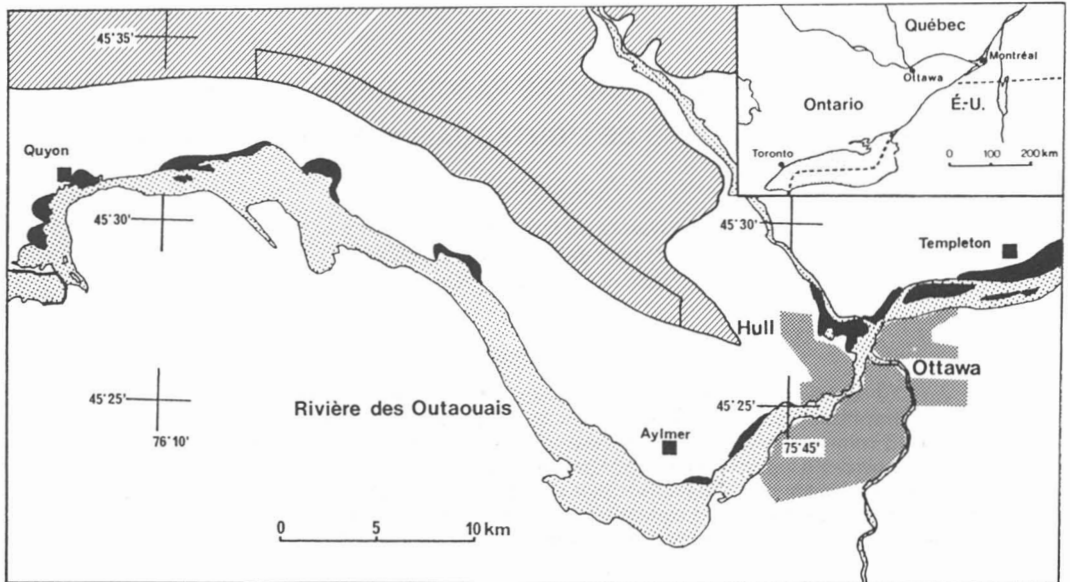 45°35'
Québec
Montréal
Ottawa
Ontario
É.-U.
Toronto
0 100 200 km
Quyon
45°30'
45°30'
Templeton
Hull
Ottawa
45°25'
76°10'
Rivière des Outaouais
45°25'
Aylmer
75°45'
0 5 10 km